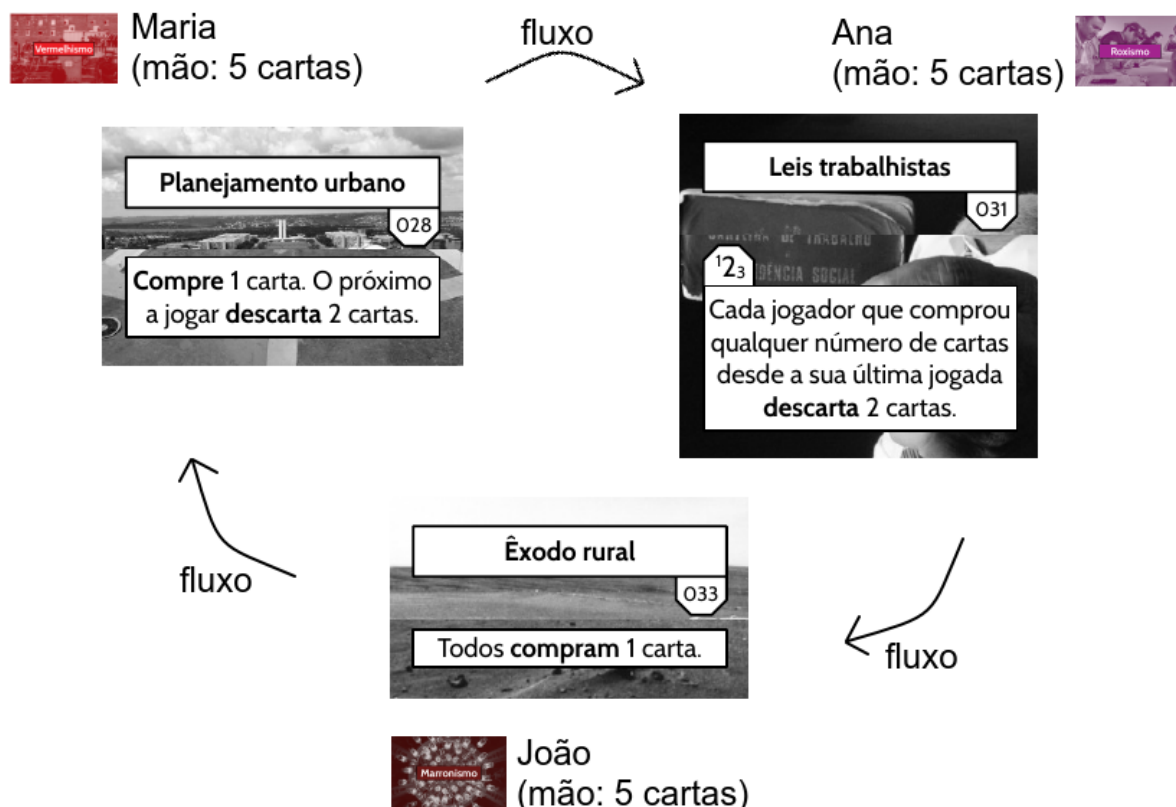 Vermelhismo
Maria
(mão: 5 cartas)
fluxo
Ana
(mão: 5 cartas)
Roxismo
Planejamento urbano
028
Compre 1 carta. O próximo
a jogar descarta 2 cartas.
Leis trabalhistas
031
123
Cada jogador que comprou
qualquer número de cartas
desde a sua última jogada
descarta 2 cartas.
fluxo
Êxodo rural
033
Todos compram 1 carta.
fluxo
Marronismo
João
(mão: 5 cartas)